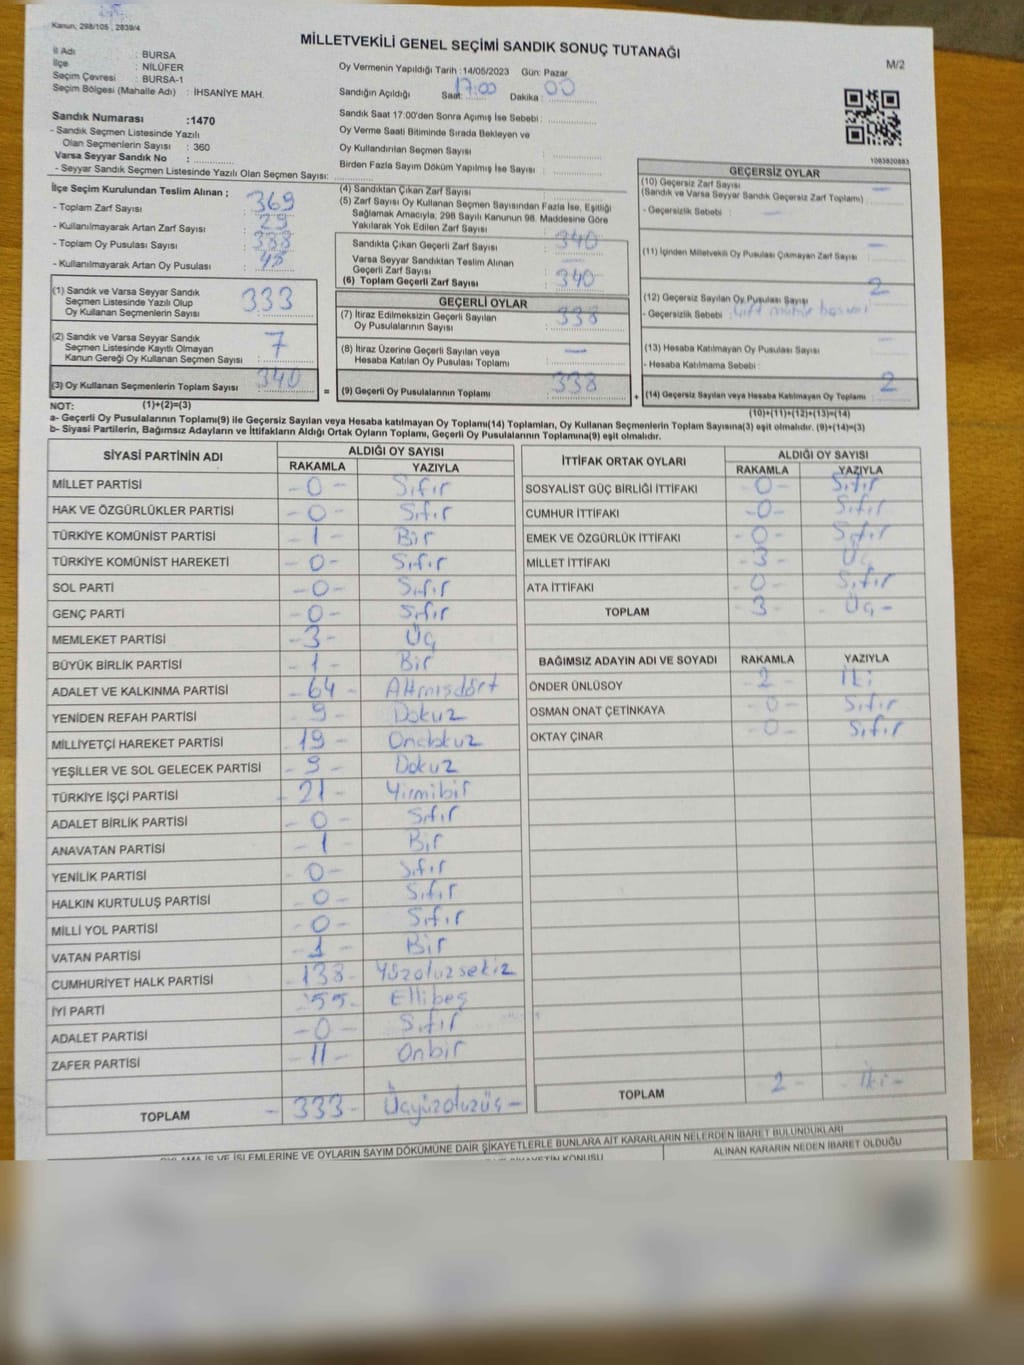 Kanun, 298/105 , 2839/4
MİLLETVEKİLİ GENEL SEÇİMİ SANDIK SONUÇ TUTANAĞI
M/2
İl Adı : BURSA
İlçe : NİLÜFER
Seçim Çevresi : BURSA-1
Seçim Bölgesi (Mahalle Adı) : İHSANİYE MAH.
Oy Vermenin Yapıldığı Tarih : 14/05/2023 Gün: Pazar
Sandığın Açıldığı Saat: 17:00 Dakika : 00
Sandık Saat 17:00'den Sonra Açımış İse Sebebi :
Oy Verme Saati Bitiminde Sırada Bekleyen ve
Oy Kullandırılan Seçmen Sayısı :
Birden Fazla Sayım Döküm Yapılmış İse Sayısı :
Sandık Numarası :1470
- Sandık Seçmen Listesinde Yazılı
Olan Seçmenlerin Sayısı : 360
Varsa Seyyar Sandık No :
- Seyyar Sandık Seçmen Listesinde Yazılı Olan Seçmen Sayısı:
1083820883
İlçe Seçim Kurulundan Teslim Alınan ;
- Toplam Zarf Sayısı : 369
- Kullanılmayarak Artan Zarf Sayısı : 29
- Toplam Oy Pusulası Sayısı : 388
- Kullanılmayarak Artan Oy Pusulası : 48
(1) Sandık ve Varsa Seyyar Sandık
Seçmen Listesinde Yazılı Olup
Oy Kullanan Seçmenlerin Sayısı : 333
(2) Sandık ve Varsa Seyyar Sandık
Seçmen Listesinde Kayıtlı Olmayan
Kanun Gereği Oy Kullanan Seçmen Sayısı : 7
(3) Oy Kullanan Seçmenlerin Toplam Sayısı : 340
(4) Sandıktan Çıkan Zarf Sayısı
(5) Zarf Sayısı Oy Kullanan Seçmen Sayısından Fazla İse, Eşitliği
Sağlamak Amacıyla, 298 Sayılı Kanunun 98. Maddesine Göre
Yakılarak Yok Edilen Zarf Sayısı :
Sandıkta Çıkan Geçerli Zarf Sayısı : 340
Varsa Seyyar Sandıktan Teslim Alınan
Geçerli Zarf Sayısı :
(6) Toplam Geçerli Zarf Sayısı : 340
GEÇERLİ OYLAR
(7) İtiraz Edilmeksizin Geçerli Sayılan
Oy Pusulalarının Sayısı : 338
(8) İtiraz Üzerine Geçerli Sayılan veya
Hesaba Katılan Oy Pusulası Toplamı : —
= (9) Geçerli Oy Pusulalarının Toplamı : 338
GEÇERSİZ OYLAR
(10) Geçersiz Zarf Sayısı : —
(Sandık ve Varsa Seyyar Sandık Geçersiz Zarf Toplamı)
- Geçersizlik Sebebi : —
(11) İçinden Milletvekili Oy Pusulası Çıkmayan Zarf Sayısı : —
(12) Geçersiz Sayılan Oy Pusulası Sayısı : 2
- Geçersizlik Sebebi : Çift mühür
(13) Hesaba Katılmayan Oy Pusulası Sayısı : —
- Hesaba Katılmama Sebebi :
+ (14) Geçersiz Sayılan veya Hesaba Katılmayan Oy Toplamı : 2
NOT: (1)+(2)=(3)
(10)+(11)+(12)+(13)=(14)
a- Geçerli Oy Pusulalarının Toplamı(9) ile Geçersiz Sayılan veya Hesaba katılmayan Oy Toplamı(14) Toplamları, Oy Kullanan Seçmenlerin Toplam Sayısına(3) eşit olmalıdır. (9)+(14)=(3)
b- Siyasi Partilerin, Bağımsız Adayların ve İttifakların Aldığı Ortak Oyların Toplamı, Geçerli Oy Pusulalarının Toplamına(9) eşit olmalıdır.
SİYASİ PARTİNİN ADI ALDIĞI OY SAYISI
RAKAMLA YAZIYLA
MİLLET PARTİSİ -0- Sıfır
HAK VE ÖZGÜRLÜKLER PARTİSİ -0- Sıfır
TÜRKİYE KOMÜNİST PARTİSİ -1- Bir
TÜRKİYE KOMÜNİST HAREKETİ -0- Sıfır
SOL PARTİ -0- Sıfır
GENÇ PARTİ -0- Sıfır
MEMLEKET PARTİSİ -3- Üç
BÜYÜK BİRLİK PARTİSİ -1- Bir
ADALET VE KALKINMA PARTİSİ -64- Altmışdört
YENİDEN REFAH PARTİSİ -9- Dokuz
MİLLİYETÇİ HAREKET PARTİSİ -19- Ondokuz
YEŞİLLER VE SOL GELECEK PARTİSİ -9- Dokuz
TÜRKİYE İŞÇİ PARTİSİ -21- Yirmibir
ADALET BİRLİK PARTİSİ -0- Sıfır
ANAVATAN PARTİSİ -1 Bir
YENİLİK PARTİSİ -0- Sıfır
HALKIN KURTULUŞ PARTİSİ -0- Sıfır
MİLLİ YOL PARTİSİ -0- Sıfır
VATAN PARTİSİ -1- Bir
CUMHURİYET HALK PARTİSİ -138- Yüzotuzsekiz
İYİ PARTİ -55- Ellibeş
ADALET PARTİSİ -0- Sıfır
ZAFER PARTİSİ -11- Onbir
TOPLAM -333- Üçyüzotuzüç-
İTTİFAK ORTAK OYLARI ALDIĞI OY SAYISI
RAKAMLA YAZIYLA
SOSYALİST GÜÇ BİRLİĞİ İTTİFAKI -0- Sıfır
CUMHUR İTTİFAKI -0- Sıfır
EMEK VE ÖZGÜRLÜK İTTİFAKI -0- Sıfır
MİLLET İTTİFAKI -3- Üç
ATA İTTİFAKI -0- Sıfır
TOPLAM -3- Üç-
BAĞIMSIZ ADAYIN ADI VE SOYADI RAKAMLA YAZIYLA
ÖNDER ÜNLÜSOY -2- İki
OSMAN ONAT ÇETİNKAYA -0- Sıfır
OKTAY ÇINAR -0- Sıfır
TOPLAM 2- -İki-
İŞ VE İŞLEMLERİNE VE OYLARIN SAYIM DÖKÜMÜNE DAİR ŞİKAYETLERLE BUNLARA AİT KARARLARIN NELERDEN İBARET BULUNDUKLARI
KONUSU
ALINAN KARARIN NEDEN İBARET OLDUĞU